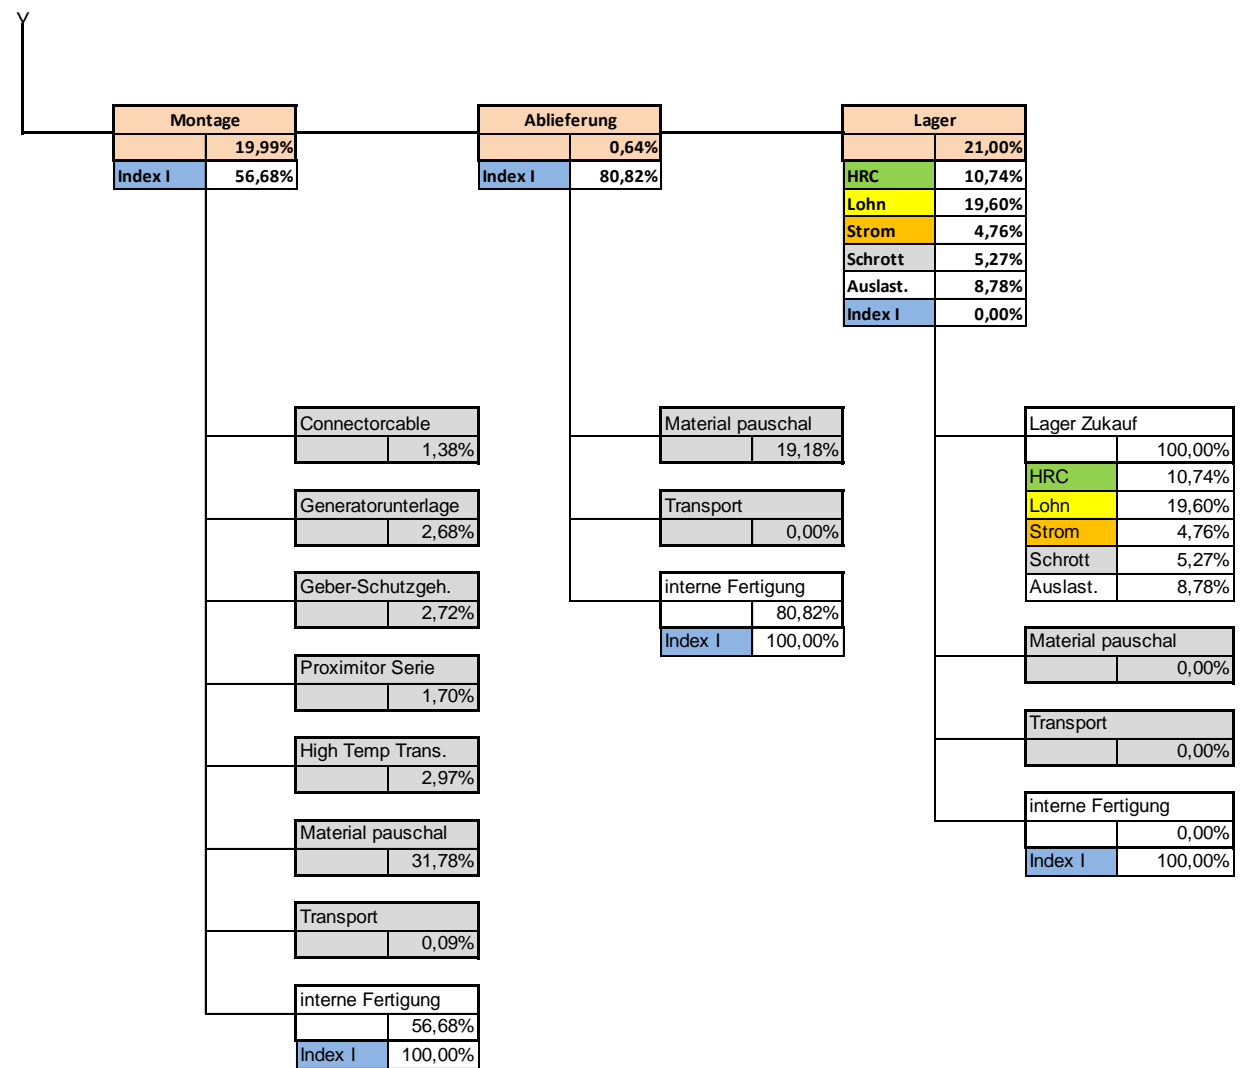 Y
Montage
19,99%
Index I 56,68%
Ablieferung
0,64%
Index I 80,82%
Lager
21,00%
HRC 10,74%
Lohn 19,60%
Strom 4,76%
Schrott 5,27%
Auslast. 8,78%
Index I 0,00%
Connectorcable
1,38%
Generatorunterlage
2,68%
Geber-Schutzgeh.
2,72%
Proximitor Serie
1,70%
High Temp Trans.
2,97%
Material pauschal
31,78%
Transport
0,09%
interne Fertigung
56,68%
Index I 100,00%
Material pauschal
19,18%
Transport
0,00%
interne Fertigung
80,82%
Index I 100,00%
Lager Zukauf
100,00%
HRC 10,74%
Lohn 19,60%
Strom 4,76%
Schrott 5,27%
Auslast. 8,78%
Material pauschal
0,00%
Transport
0,00%
interne Fertigung
0,00%
Index I 100,00%